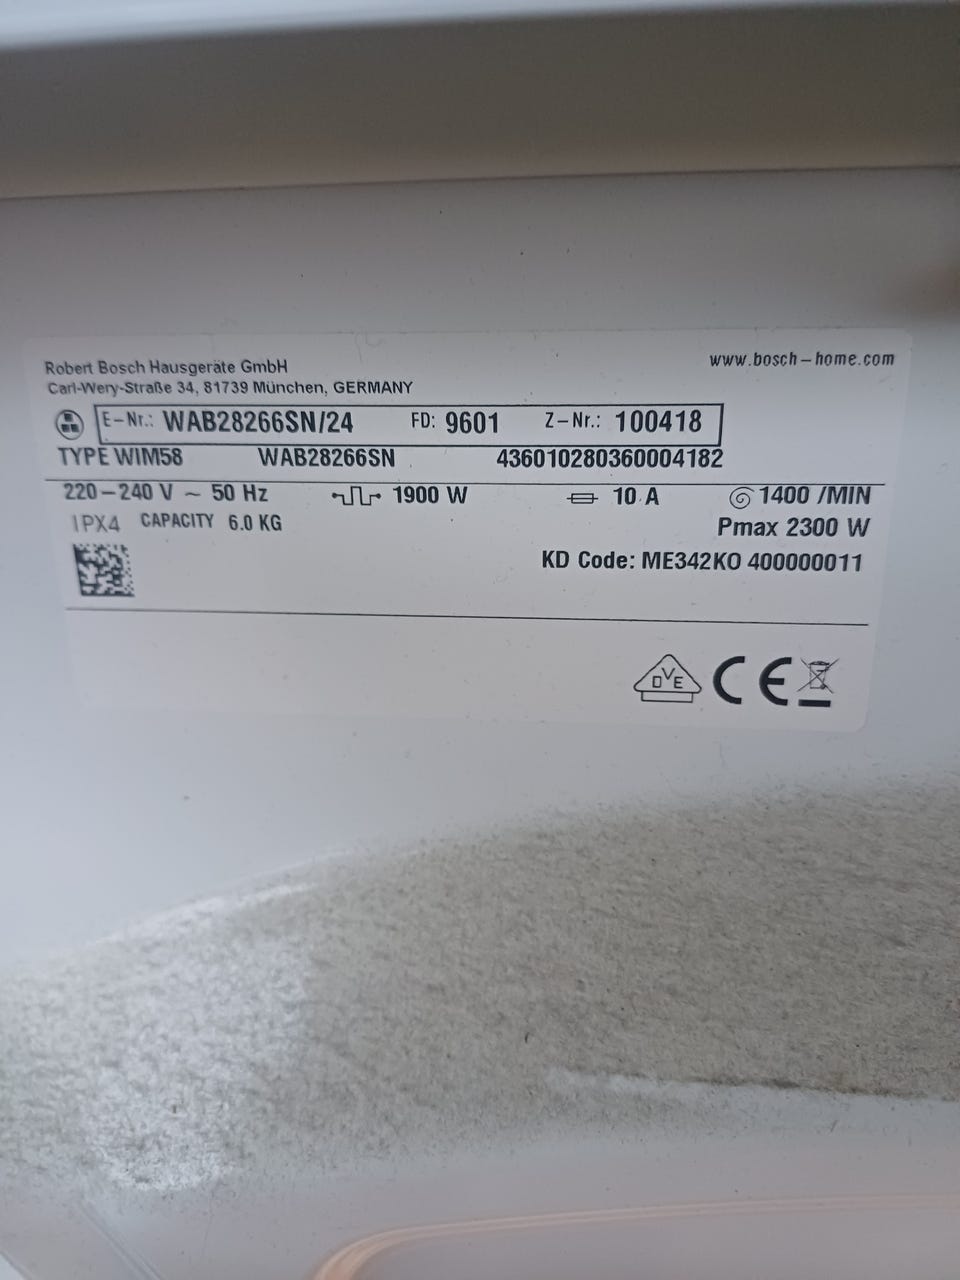 Robert Bosch Hausgeräte GmbH
www.bosch-home.com
Carl-Wery-Straße 34, 81739 München, GERMANY
E-Nr.: WAB28266SN/24 FD: 9601 Z-Nr.: 100418
TYPE WIM58 WAB28266SN 436010280360004182
220-240 V ~ 50 Hz 1900 W 10 A 1400 /MIN
IPX4 CAPACITY 6.0 KG Pmax 2300 W
KD Code: ME342KO 400000011
DVE CE